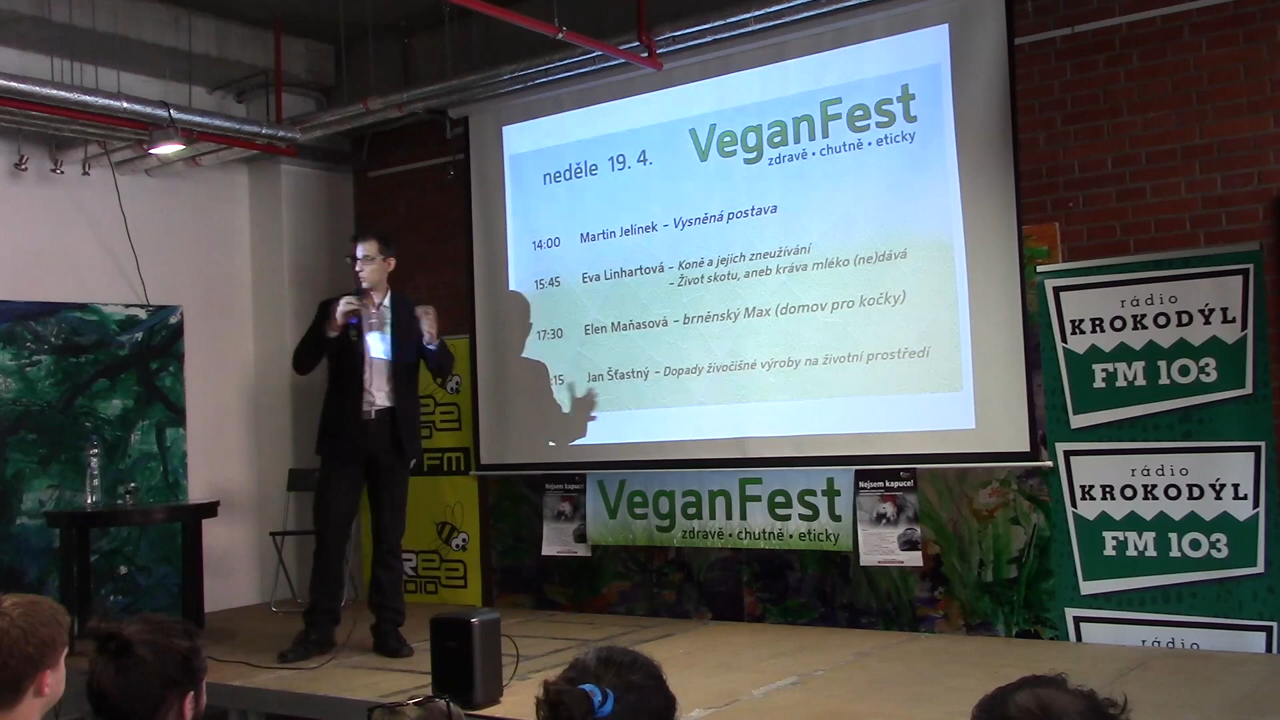 VeganFest
neděle 19. 4.
zdravě • chutně • eticky
14:00 Martin Jelínek – Vysněná postava
15:45 Eva Linhartová – Koně a jejich zneužívání
– Život skotu, aneb kráva mléko (ne)dává
17:30 Elen Maňasová – brněnský Max (domov pro kočky)
:15 Jan Šťastný – Dopady živočišné výroby na životní prostředí
rádio
KROKODÝL
FM 103
rádio
KROKODÝL
FM 103
rádio
FM
Nejsem kapuce!
VeganFest
zdravě • chutně • eticky
Nejsem kapuce!